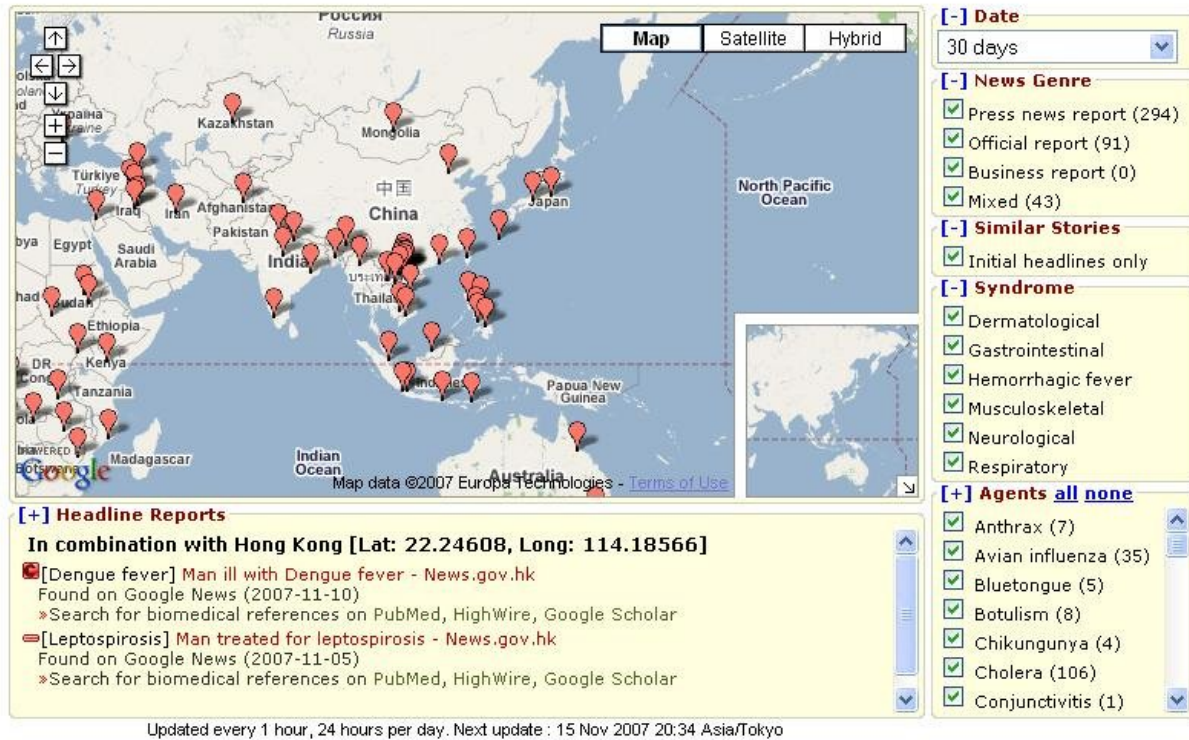 Россия
Russia
Map
Satellite
Hybrid
Україна
Kazakhstan
Mongolia
Türkiye
Turkey
Iraq
Iran
Afghanistan
中国
China
Japan
North Pacific
Ocean
Pakistan
Egypt
Saudi
Arabia
India
Sudan
Thaila
Ethiopia
DR
Kenya
Tanzania
Papua New
Guinea
Madagascar
Indian
Ocean
Australia
POWERED BY
Google
Map data ©2007 Europa Technologies - Terms of Use
[-] Date
30 days
[-] News Genre
Press news report (294)
Official report (91)
Business report (0)
Mixed (43)
[-] Similar Stories
Initial headlines only
[-] Syndrome
Dermatological
Gastrointestinal
Hemorrhagic fever
Musculoskeletal
Neurological
Respiratory
[+] Agents all none
Anthrax (7)
Avian influenza (35)
Bluetongue (5)
Botulism (8)
Chikungunya (4)
Cholera (106)
Conjunctivitis (1)
[+] Headline Reports
In combination with Hong Kong [Lat: 22.24608, Long: 114.18566]
[Dengue fever] Man ill with Dengue fever - News.gov.hk
Found on Google News (2007-11-10)
»Search for biomedical references on PubMed, HighWire, Google Scholar
[Leptospirosis] Man treated for leptospirosis - News.gov.hk
Found on Google News (2007-11-05)
»Search for biomedical references on PubMed, HighWire, Google Scholar
Updated every 1 hour, 24 hours per day. Next update : 15 Nov 2007 20:34 Asia/Tokyo